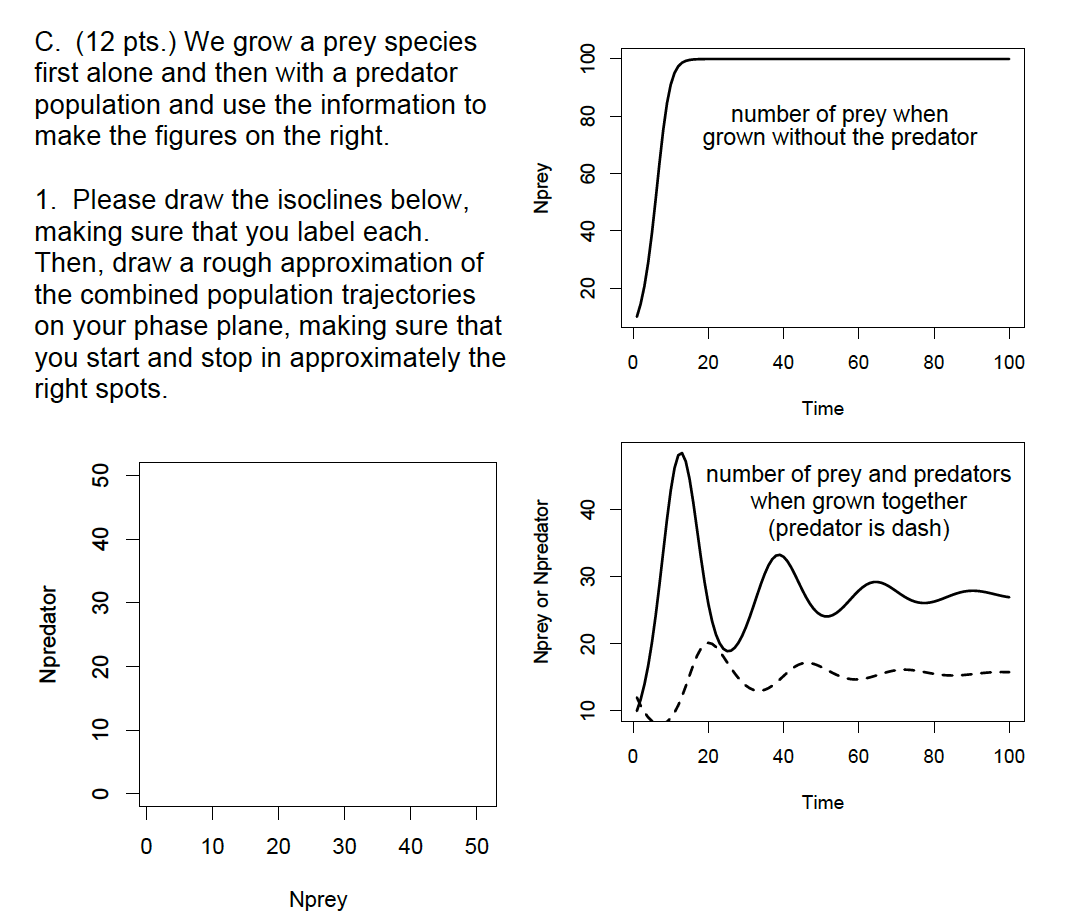 C. (12 pts.) We grow a prey species
first alone and then with a predator
population and use the information to
make the figures on the right.
1. Please draw the isoclines below,
making sure that you label each.
Then, draw a rough approximation of
the combined population trajectories
on your phase plane, making sure that
you start and stop in approximately the
right spots.
Nprey
100
80
60
40
20
number of prey when
grown without the predator
0 20 40 60 80 100
Time
Npredator
50
40
30
20
10
0
0 10 20 30 40 50
Nprey
Nprey or Npredator
40
30
20
10
number of prey and predators
when grown together
(predator is dash)
0 20 40 60 80 100
Time